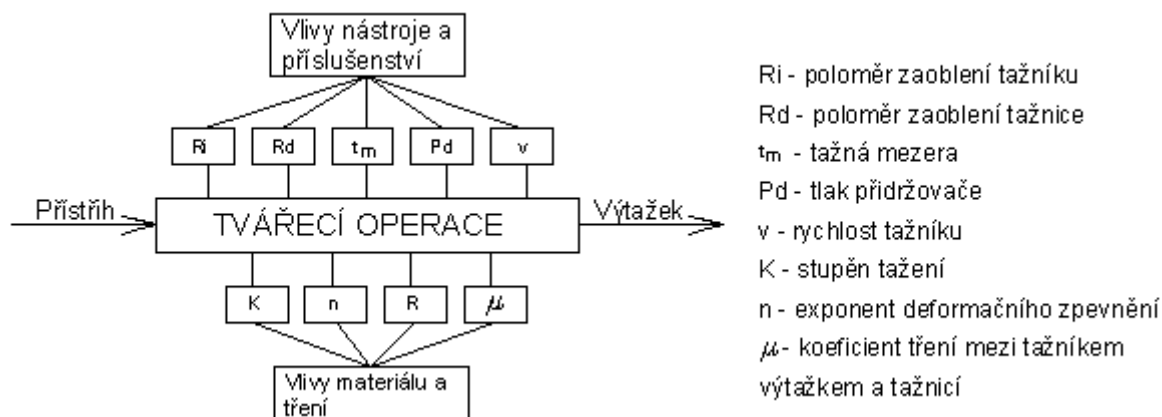 Vlivy nástroje a
příslušenství
Ri
Rd
tm
Pd
v
Přístřih
TVÁŘECÍ OPERACE
Výtažek
K
n
R
μ
Vlivy materiálu a
tření
Ri - poloměr zaoblení tažníku
Rd - poloměr zaoblení tažnice
tm - tažná mezera
Pd - tlak přidržovače
v - rychlost tažníku
K - stupěn tažení
n - exponent deformačního zpevnění
μ - koeficient tření mezi tažníkem
výtažkem a tažnicí